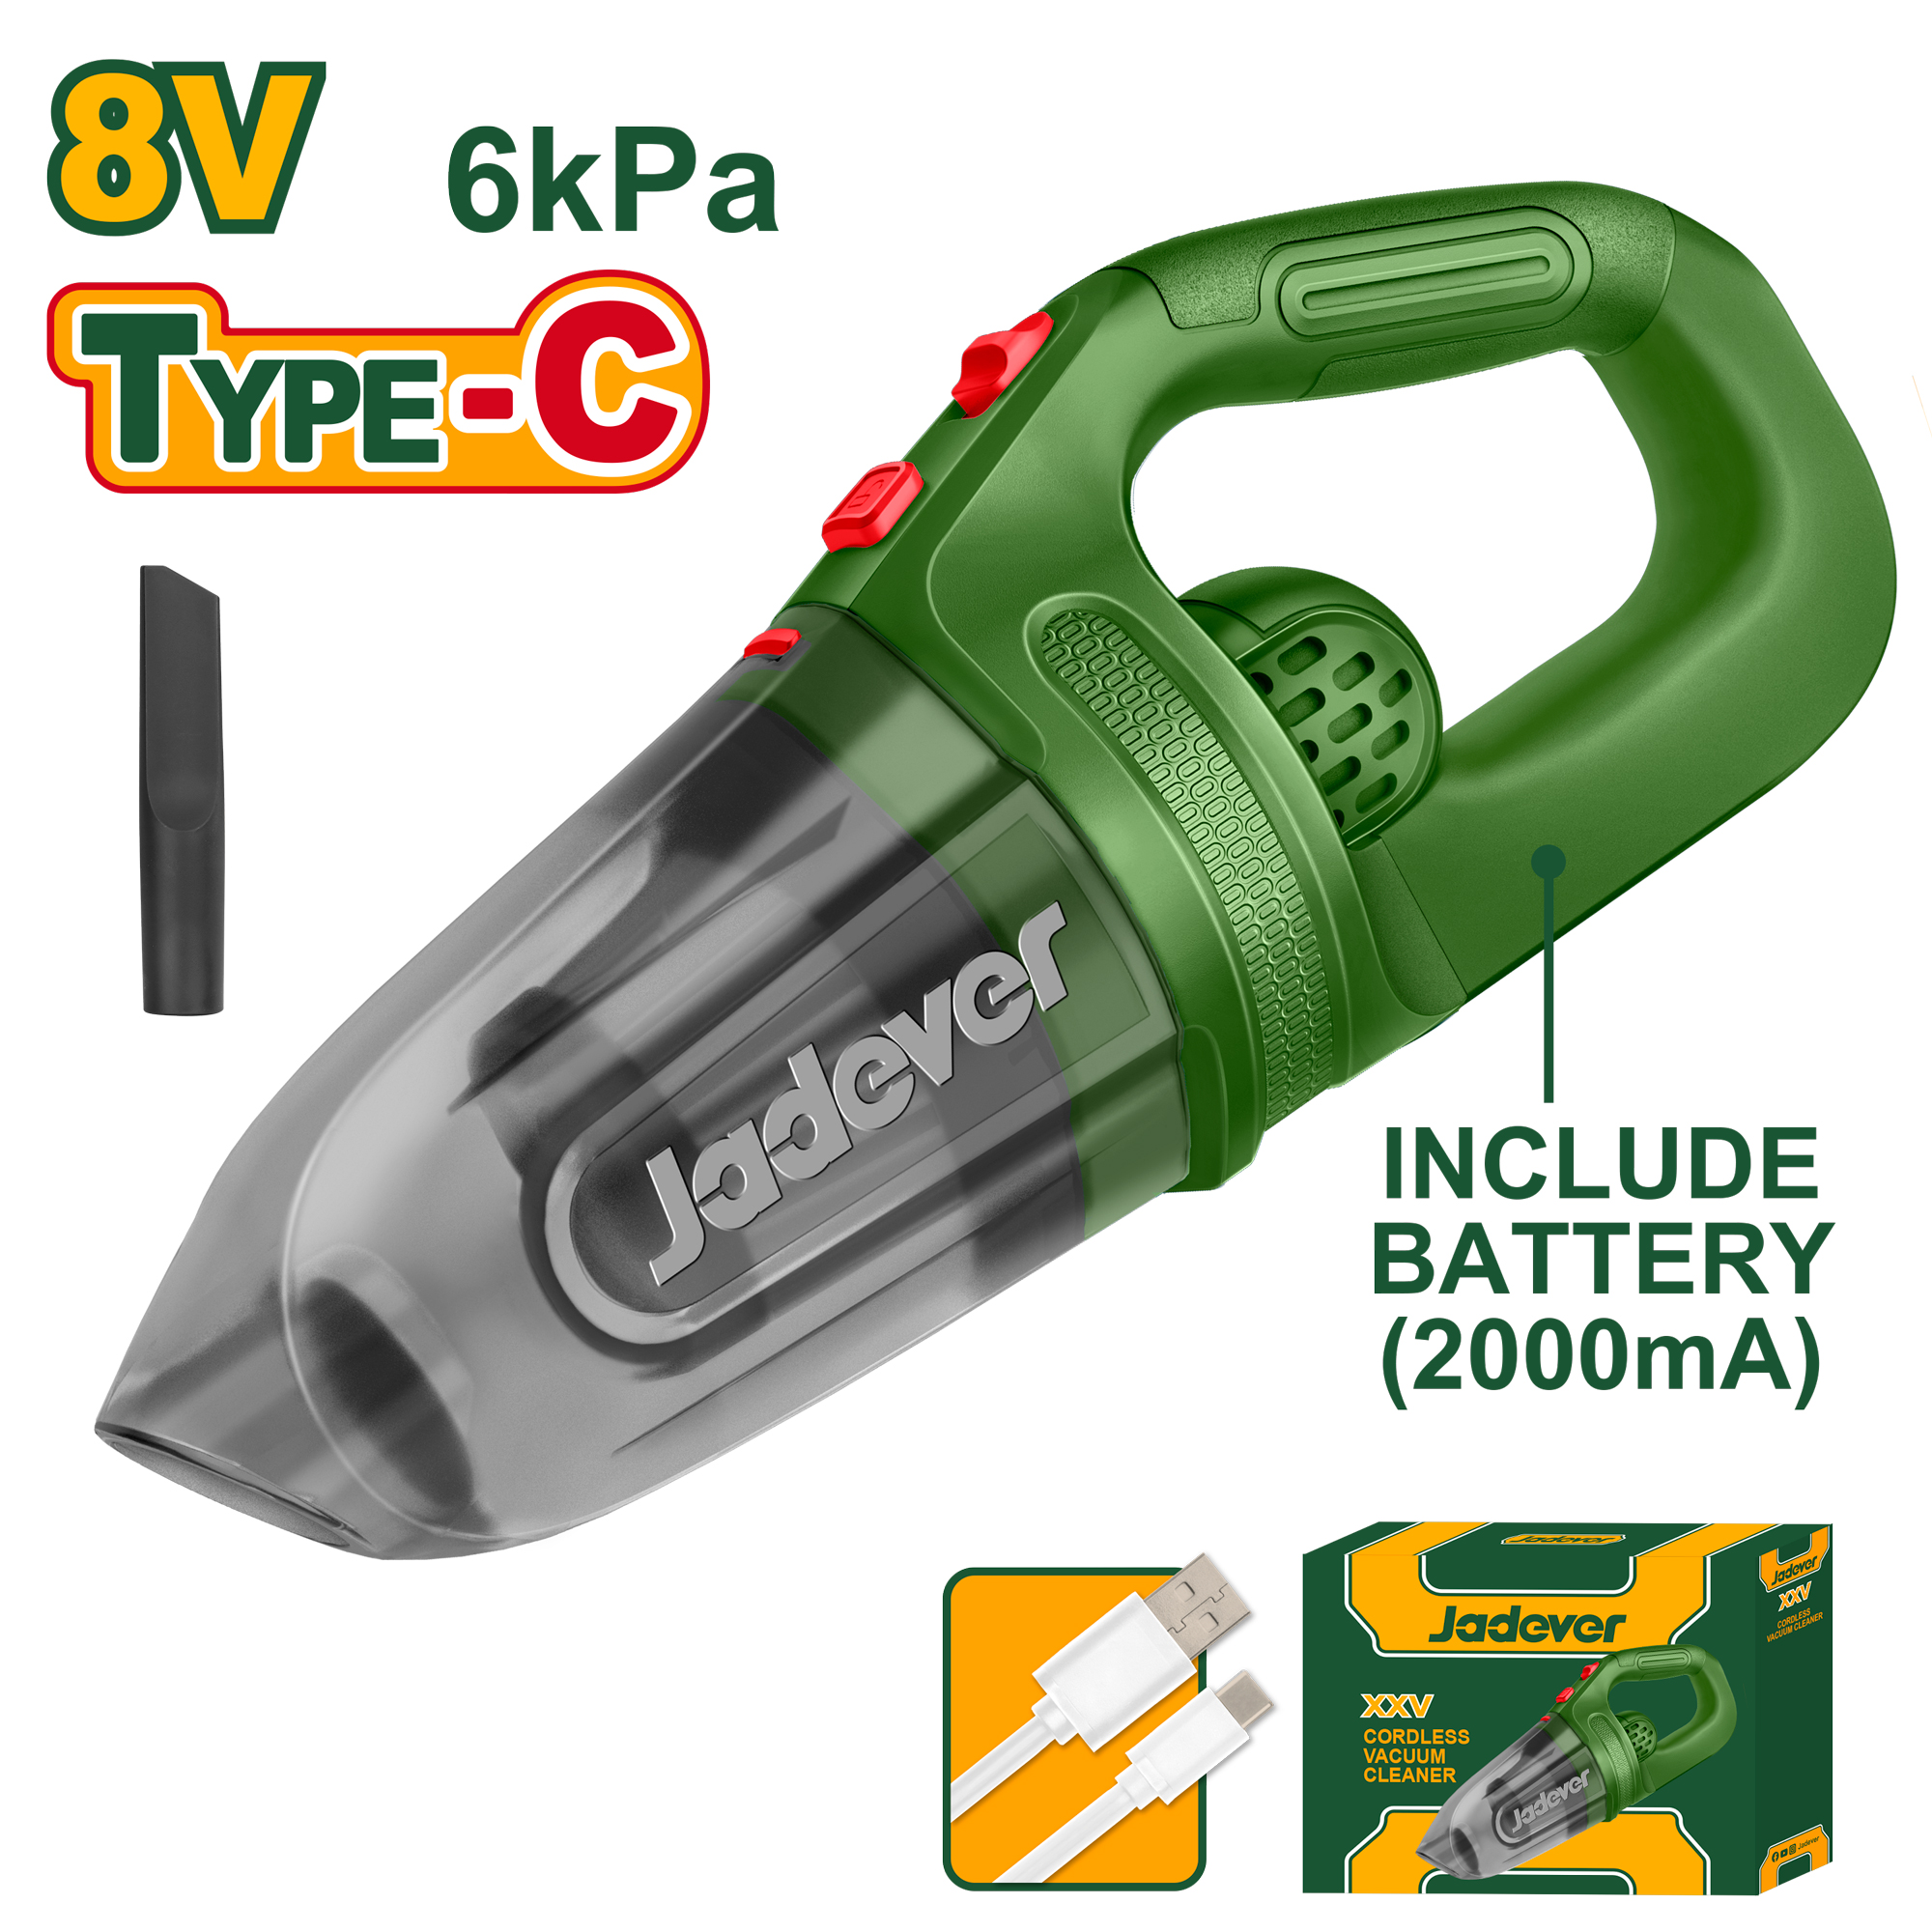 8V
6kPa
TYPE-C
Jadever
INCLUDE
BATTERY
(2000mA)
Jadever
Jadever
XXV
CORDLESS
VACUUM
CLEANER
Jadever
XXV
CORDLESS
VACUUM CLEANER
Jadever
Jadever